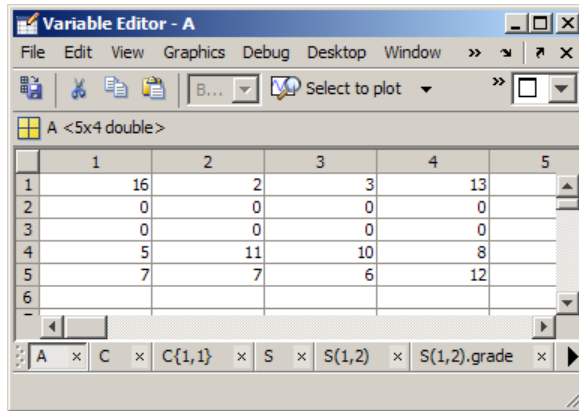 Variable Editor - A
File Edit View Graphics Debug Desktop Window
B... Select to plot
A <5x4 double>
1 2 3 4 5
1 16 2 3 13
2 0 0 0 0
3 0 0 0 0
4 5 11 10 8
5 7 7 6 12
6
A C C{1,1} S S(1,2) S(1,2).grade